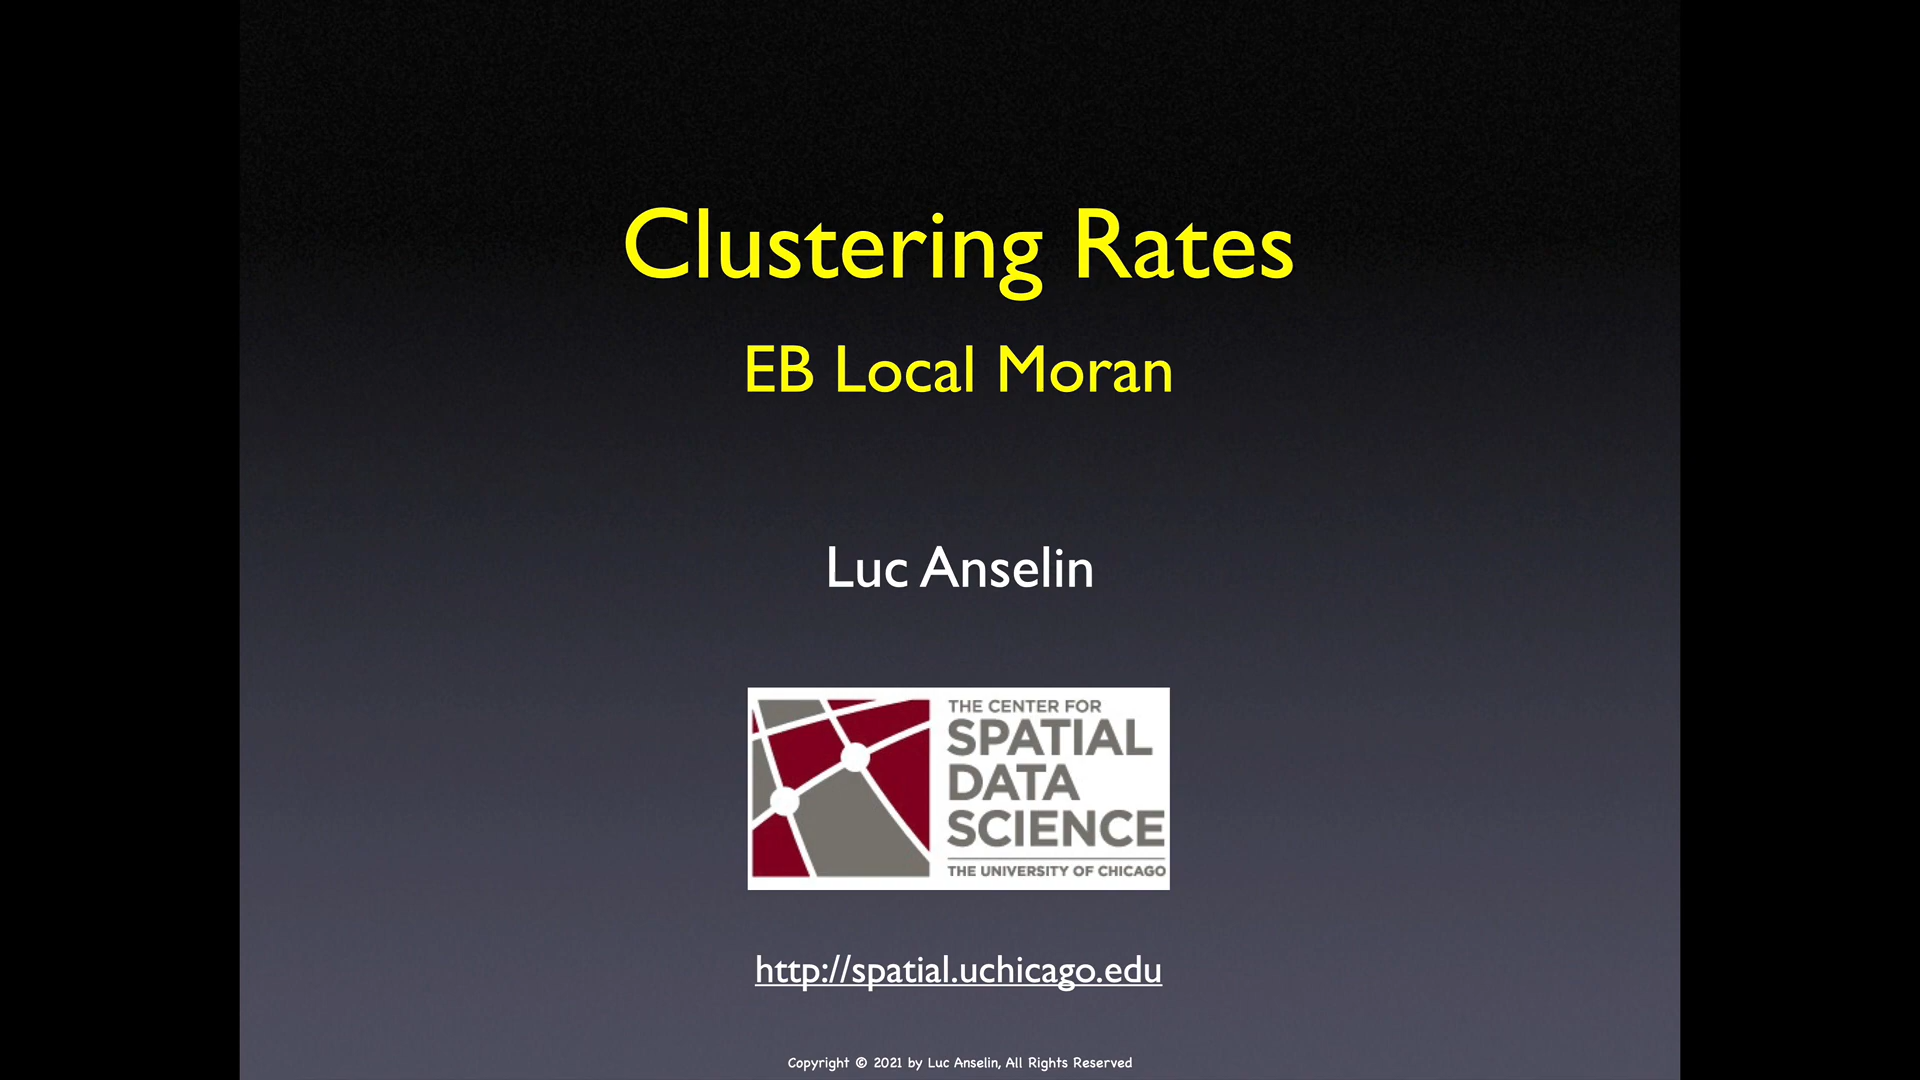 Clustering Rates
EB Local Moran
Luc Anselin
THE CENTER FOR
SPATIAL
DATA
SCIENCE
THE UNIVERSITY OF CHICAGO
http://spatial.uchicago.edu
Copyright © 2021 by Luc Anselin, All Rights Reserved